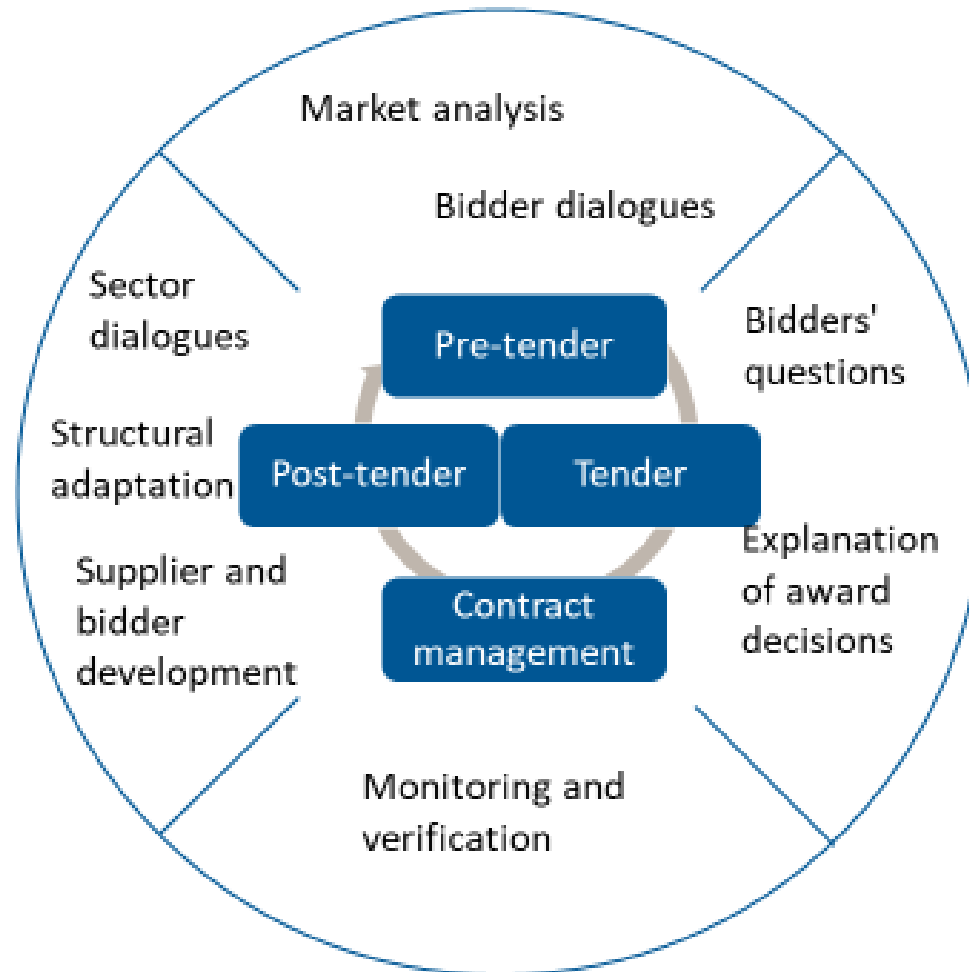 Market analysis
Bidder dialogues
Sector
dialogues
Bidders'
questions
Pre-tender
Structural
adaptation
Post-tender
Tender
Supplier and
bidder
development
Explanation
of award
decisions
Contract
management
Monitoring and
verification